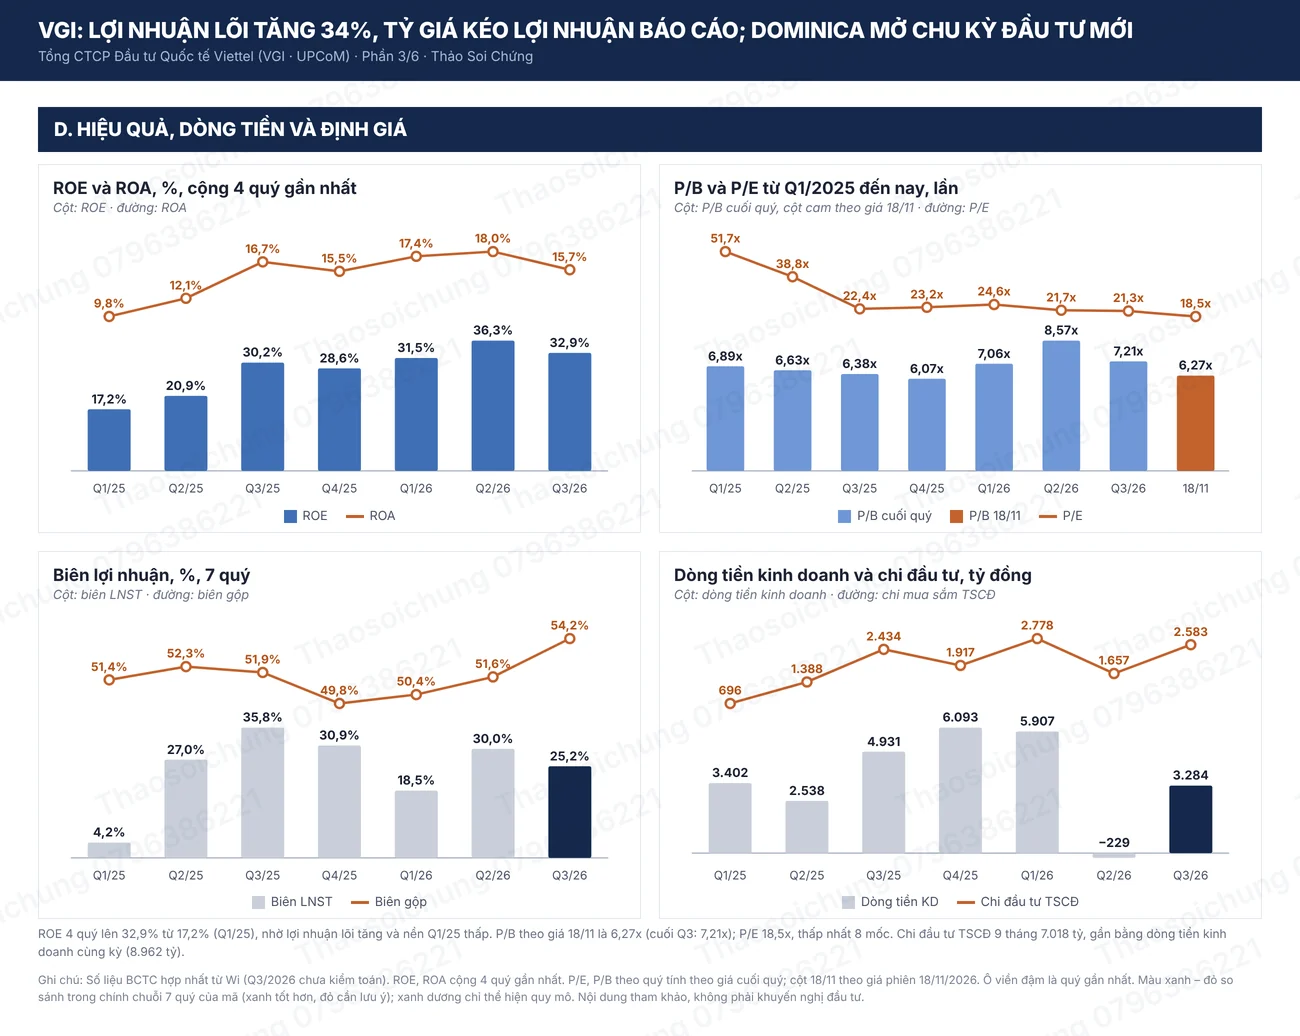 VGI: LỢI NHUẬN LÕI TĂNG 34%, TỶ GIÁ KÉO LỢI NHUẬN BÁO CÁO; DOMINICA MỞ CHU KỲ ĐẦU TƯ MỚI
Tổng CTCP Đầu tư Quốc tế Viettel (VGI · UPCoM) · Phần 3/6 · Thảo Soi Chứng
D. HIỆU QUẢ, DÒNG TIỀN VÀ ĐỊNH GIÁ
ROE và ROA, %, cộng 4 quý gần nhất
Cột: ROE · đường: ROA
9,8% 12,1% 16,7% 15,5% 17,4% 18,0% 15,7%
17,2% 20,9% 30,2% 28,6% 31,5% 36,3% 32,9%
Q1/25 Q2/25 Q3/25 Q4/25 Q1/26 Q2/26 Q3/26
ROE ROA
P/B và P/E từ Q1/2025 đến nay, lần
Cột: P/B cuối quý, cột cam theo giá 18/11 · đường: P/E
51,7x 38,8x 22,4x 23,2x 24,6x 21,7x 21,3x 18,5x
6,89x 6,63x 6,38x 6,07x 7,06x 8,57x 7,21x 6,27x
Q1/25 Q2/25 Q3/25 Q4/25 Q1/26 Q2/26 Q3/26 18/11
P/B cuối quý P/B 18/11 P/E
Biên lợi nhuận, %, 7 quý
Cột: biên LNST · đường: biên gộp
51,4% 52,3% 51,9% 49,8% 50,4% 51,6% 54,2%
4,2% 27,0% 35,8% 30,9% 18,5% 30,0% 25,2%
Q1/25 Q2/25 Q3/25 Q4/25 Q1/26 Q2/26 Q3/26
Biên LNST Biên gộp
Dòng tiền kinh doanh và chi đầu tư, tỷ đồng
Cột: dòng tiền kinh doanh · đường: chi mua sắm TSCĐ
696 1.388 2.434 1.917 2.778 1.657 2.583
3.402 2.538 4.931 6.093 5.907 −229 3.284
Q1/25 Q2/25 Q3/25 Q4/25 Q1/26 Q2/26 Q3/26
Dòng tiền KD Chi đầu tư TSCĐ
ROE 4 quý lên 32,9% từ 17,2% (Q1/25), nhờ lợi nhuận lõi tăng và nền Q1/25 thấp. P/B theo giá 18/11 là 6,27x (cuối Q3: 7,21x); P/E 18,5x, thấp nhất 8 mốc. Chi đầu tư TSCĐ 9 tháng 7.018 tỷ, gần bằng dòng tiền kinh
doanh cùng kỳ (8.962 tỷ).
Ghi chú: Số liệu BCTC hợp nhất từ Wi (Q3/2026 chưa kiểm toán). ROE, ROA cộng 4 quý gần nhất. P/E, P/B theo quý tính theo giá cuối quý; cột 18/11 theo giá phiên 18/11/2026. Ô viền đậm là quý gần nhất. Màu xanh – đỏ so
sánh trong chính chuỗi 7 quý của mã (xanh tốt hơn, đỏ cần lưu ý); xanh dương chỉ thể hiện quy mô. Nội dung tham khảo, không phải khuyến nghị đầu tư.
Thaosoichung 0796386221